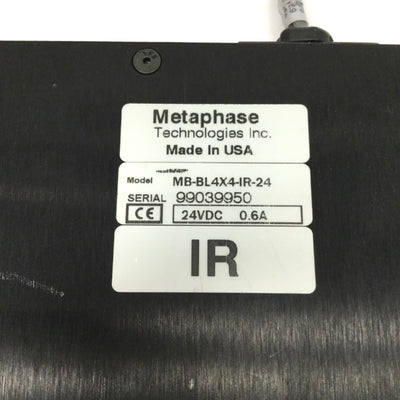 Metaphase
Technologies Inc.
Made In USA
Model MB-BL4X4-IR-24
SERIAL 99039950
CE 24VDC 0.6A
IR